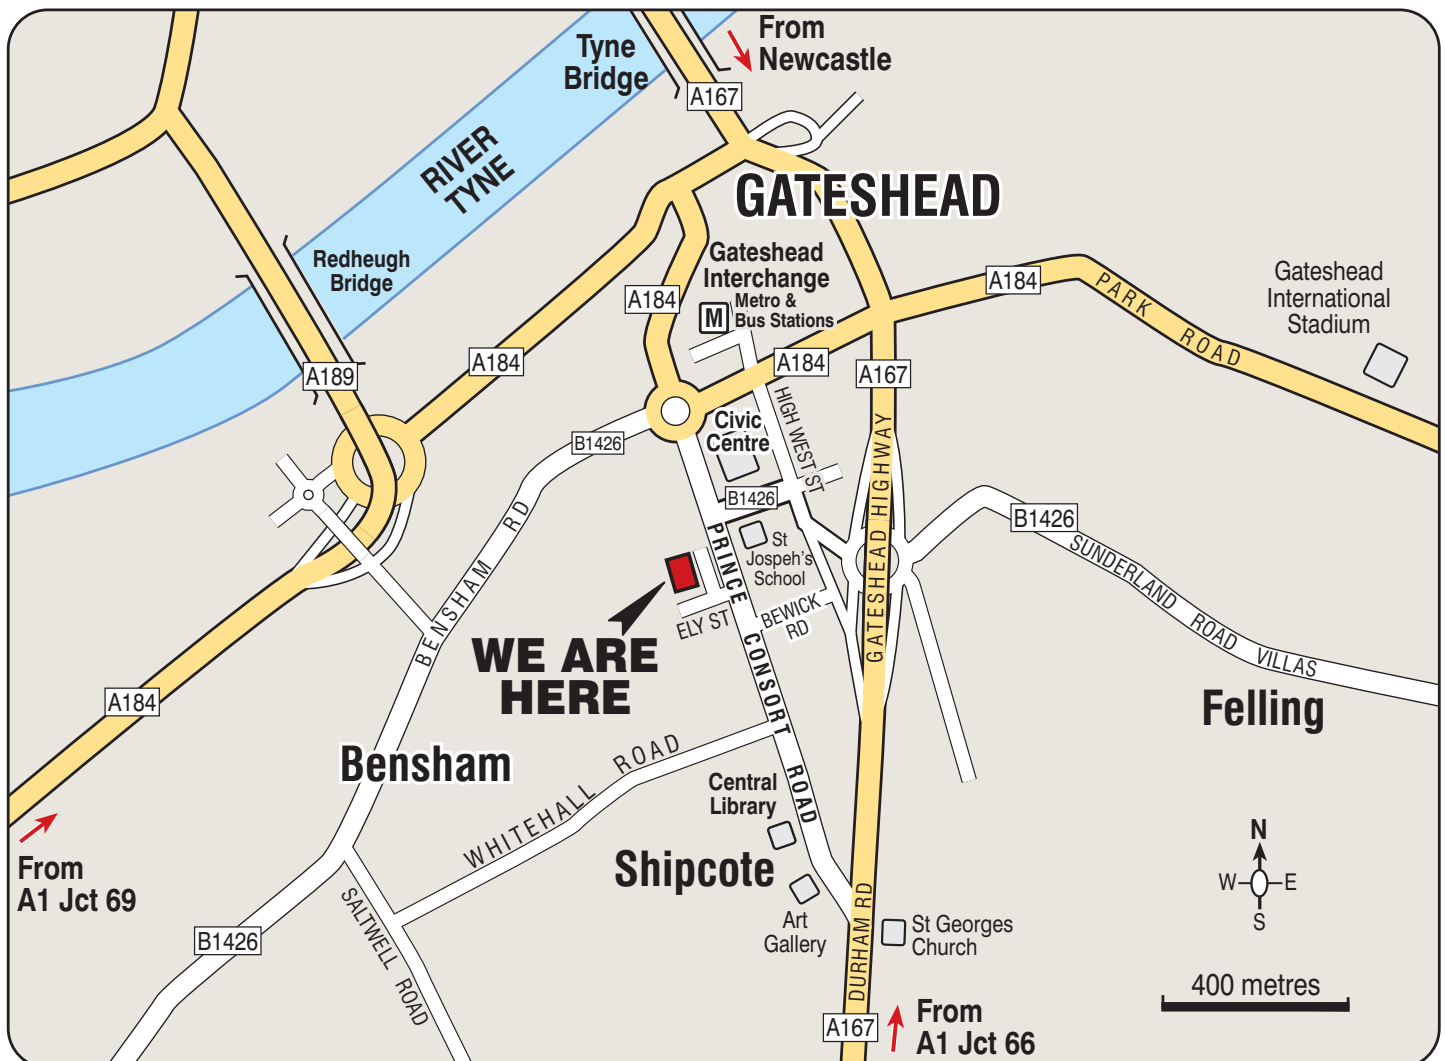 From
Newcastle
Tyne
Bridge
A167
RIVER
TYNE
GATESHEAD
Redheugh
Bridge
Gateshead
Interchange
M
Metro &
Bus Stations
A184
A184
PARK ROAD
Gateshead
International
Stadium
A189
A184
A184
A167
HIGH WEST ST
Civic
Centre
B1426
B1426
GATESHEAD HIGHWAY
B1426
SUNDERLAND ROAD VILLAS
BENSHAM RD
PRINCE CONSORT ROAD
St
Jospeh's
School
ELY ST
BEWICK
RD
WE ARE
HERE
A184
Felling
Bensham
WHITEHALL ROAD
Central
Library
Shipcote
From
A1 Jct 69
SALTWELL ROAD
B1426
Art
Gallery
DURHAM RD
St Georges
Church
N
W E
S
400 metres
A167
From
A1 Jct 66